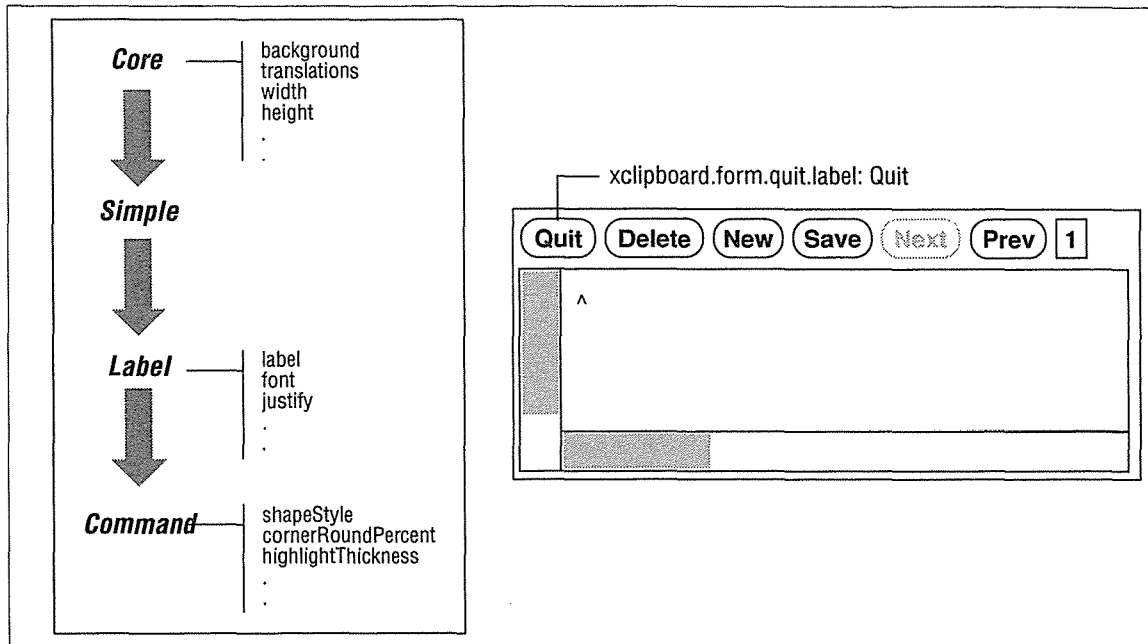 Core
background
translations
width
height
.
.
Simple
Label
label
font
justify
.
.
Command
shapeStyle
cornerRoundPercent
highlightThickness
.
.
xclipboard.form.quit.label: Quit
Quit Delete New Save Next Prev 1
^